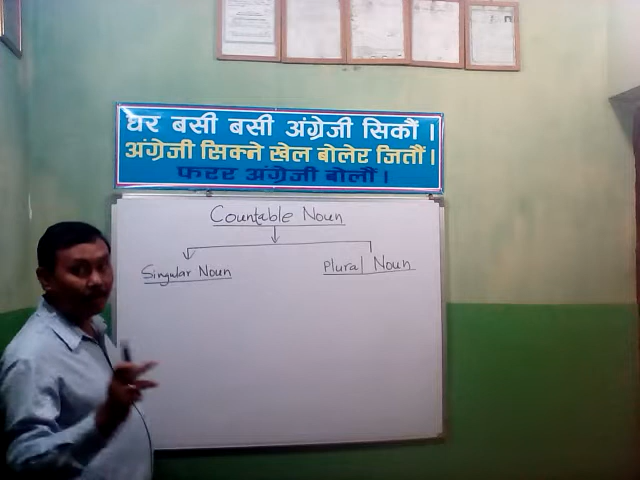 घर बसी बसी अंग्रेजी सिकौं ।
अंग्रेजी सिक्ने खेल बोलेर जितौं ।
फरर अंग्रेजी बोलौं ।
Countable Noun
Singular Noun
Plural Noun